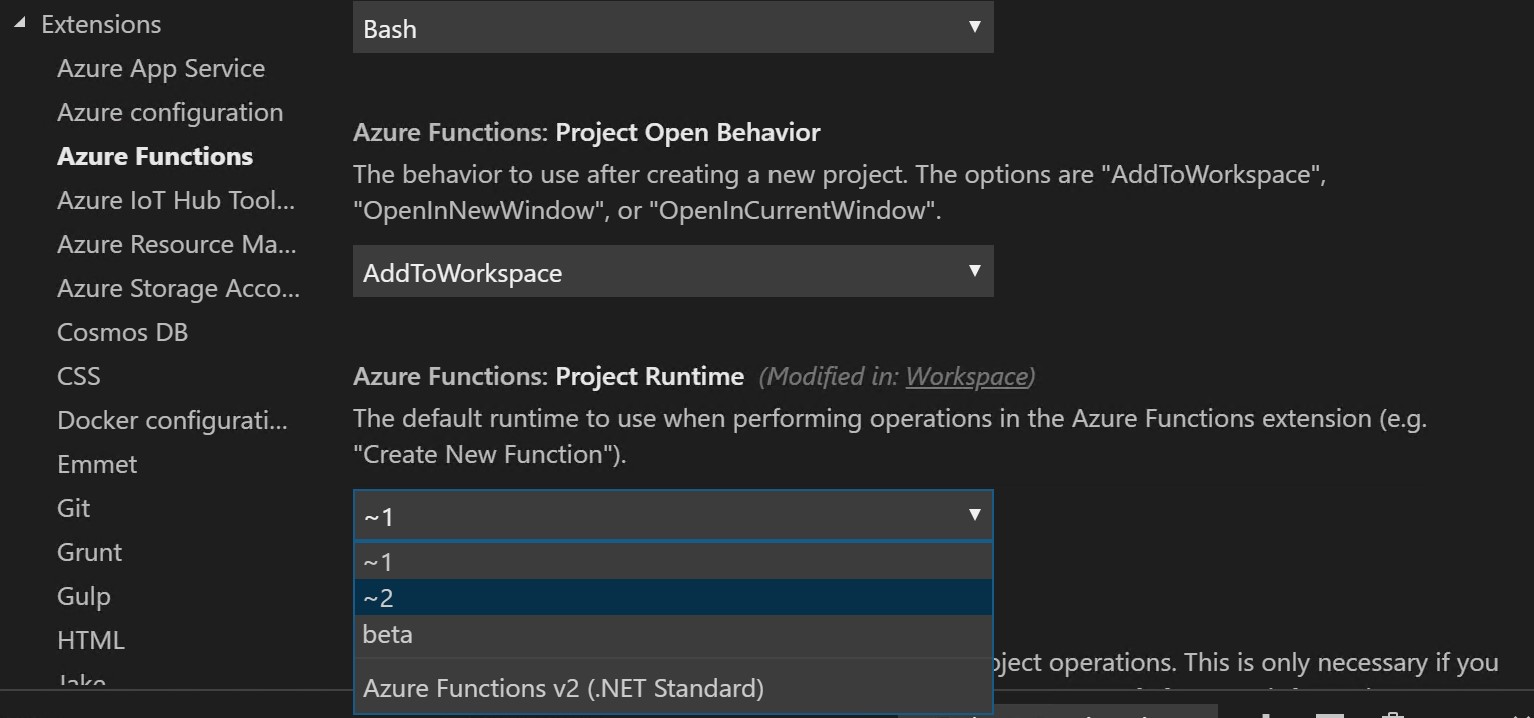 Extensions
Azure App Service
Azure configuration
Azure Functions
Azure IoT Hub Tool...
Azure Resource Ma...
Azure Storage Acco...
Cosmos DB
CSS
Docker configurati...
Emmet
Git
Grunt
Gulp
HTML
Jake
Bash
Azure Functions: Project Open Behavior
The behavior to use after creating a new project. The options are "AddToWorkspace",
"OpenInNewWindow", or "OpenInCurrentWindow".
AddToWorkspace
Azure Functions: Project Runtime (Modified in: Workspace)
The default runtime to use when performing operations in the Azure Functions extension (e.g.
"Create New Function").
~1
~1
~2
beta
Azure Functions v2 (.NET Standard)
oject operations. This is only necessary if you